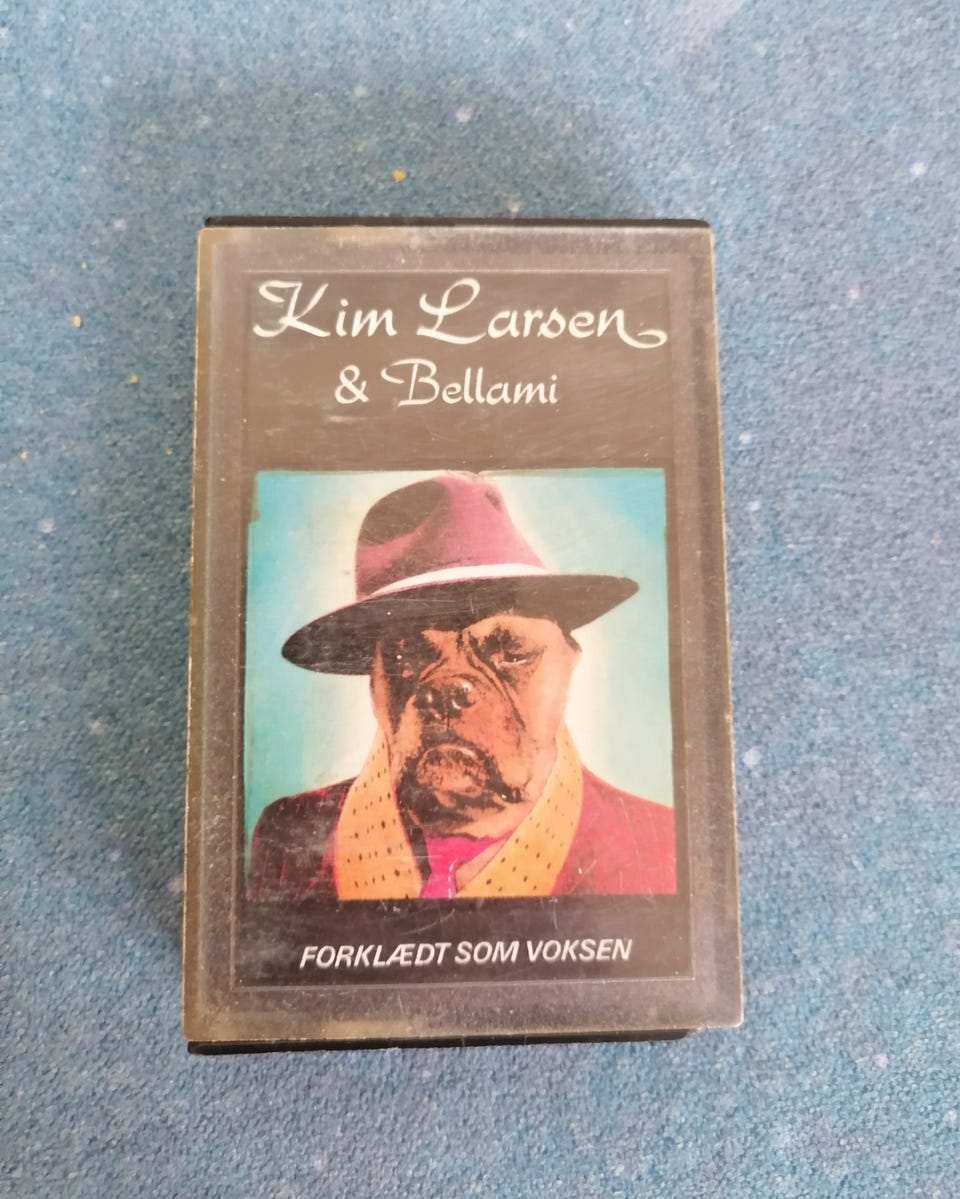 Kim Larsen
& Bellami
FORKLÆDT SOM VOKSEN